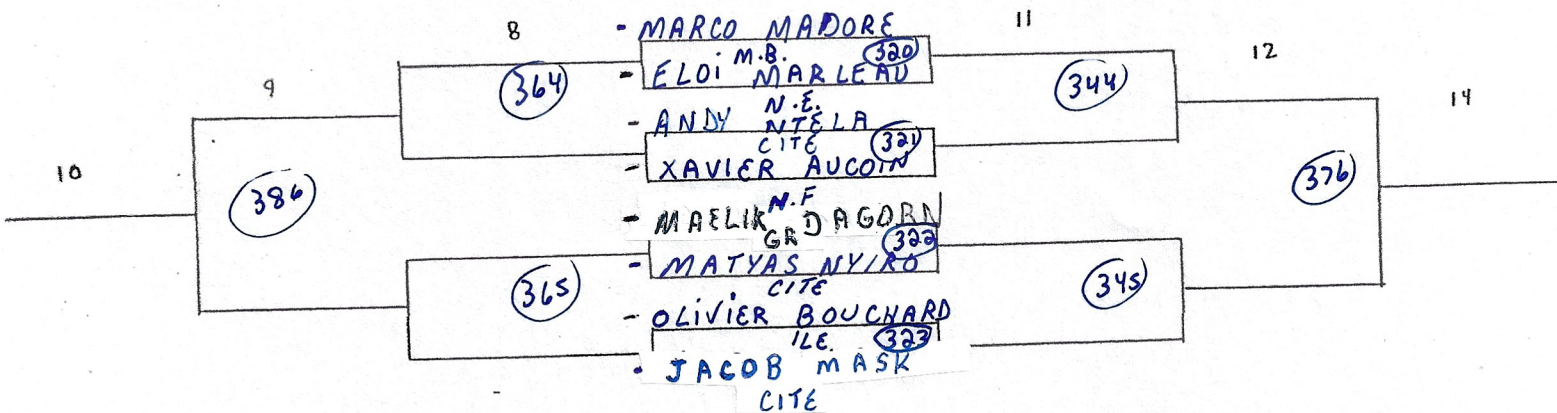 8
- MARCO MADORE
11
M.B. 320
12
9
364
- ELOi MARLEAU
344
14
N.E.
- ANDY NTELA
CITE 321
10
- XAVIER AUCOIN
386
376
N.F
- MAELIK DAGORN
GR 322
- MATYAS NYIRO
365
CITE
345
- OLIVIER BOUCHARD
ILE. 323
- JACOB MASK
CITE